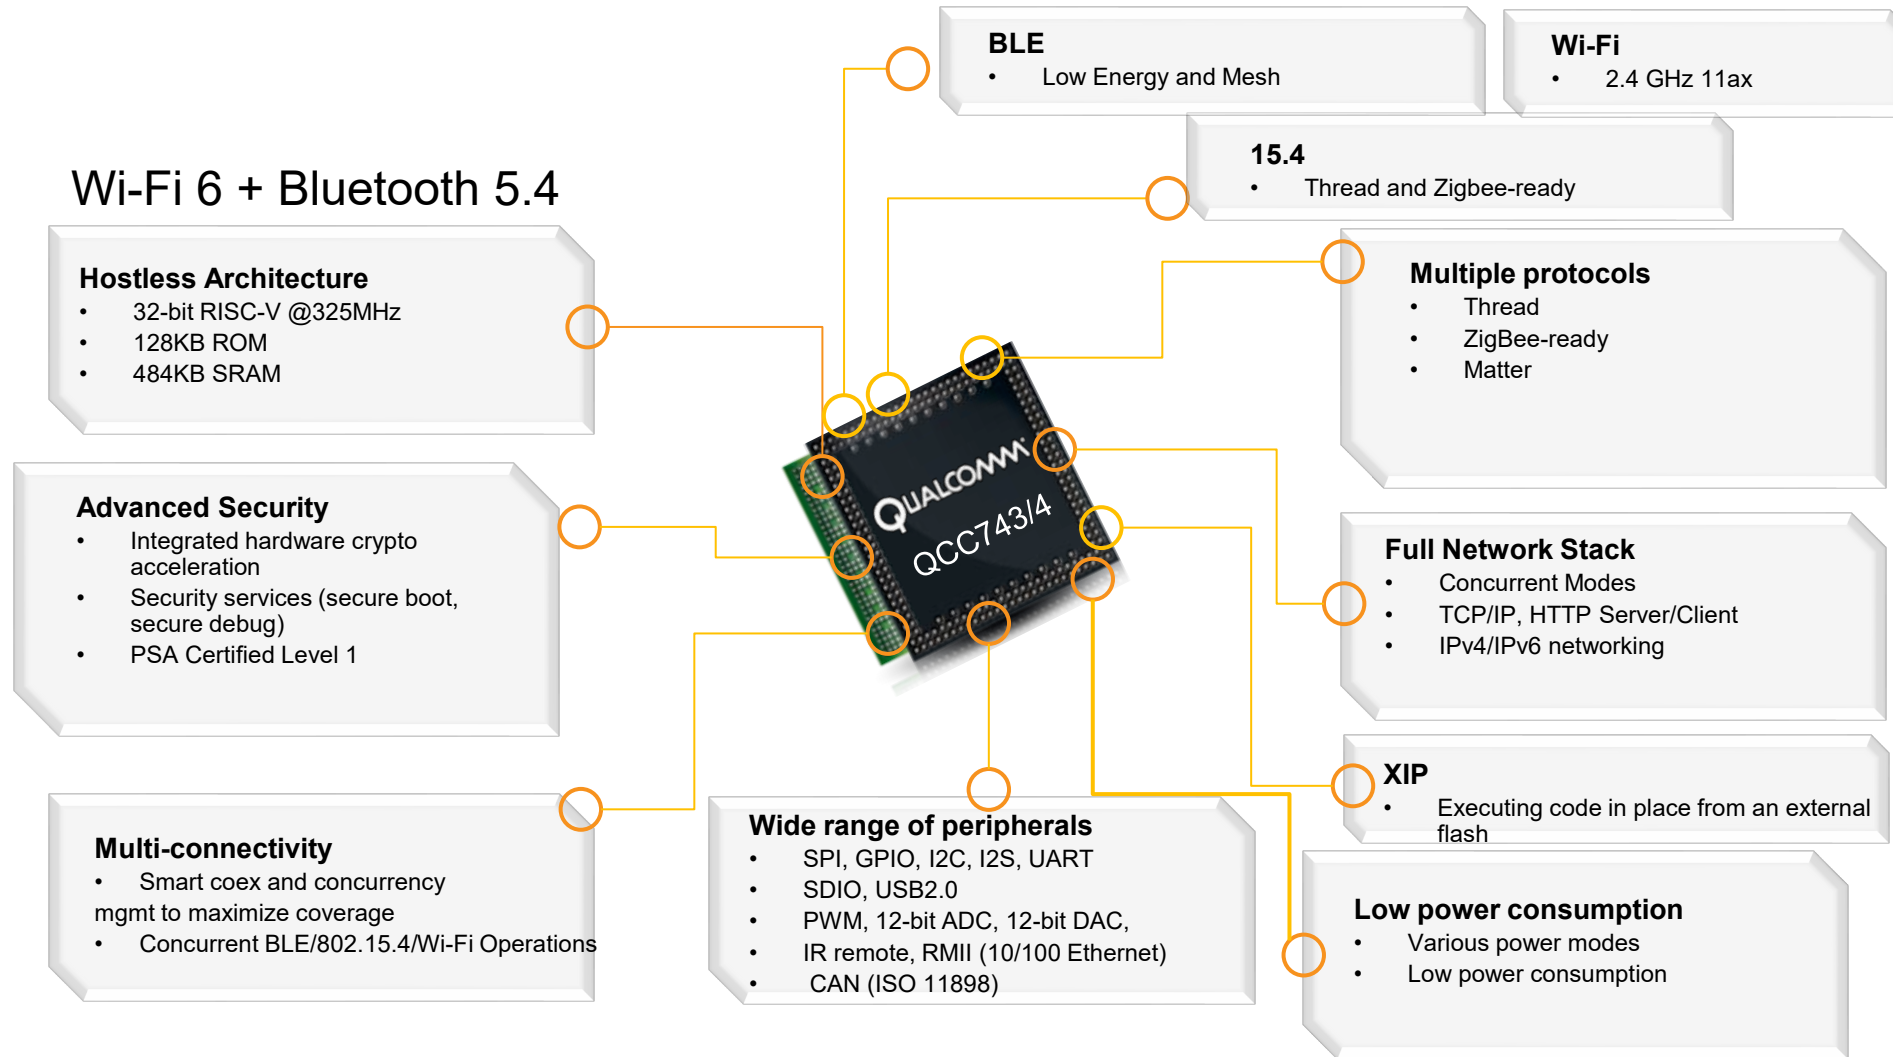 BLE
• Low Energy and Mesh
Wi-Fi
• 2.4 GHz 11ax
15.4
• Thread and Zigbee-ready
Wi-Fi 6 + Bluetooth 5.4
Hostless Architecture
• 32-bit RISC-V @325MHz
• 128KB ROM
• 484KB SRAM
Multiple protocols
• Thread
• ZigBee-ready
• Matter
QUALCOMM
QCC743/4
Advanced Security
• Integrated hardware crypto
acceleration
• Security services (secure boot,
secure debug)
• PSA Certified Level 1
Full Network Stack
• Concurrent Modes
• TCP/IP, HTTP Server/Client
• IPv4/IPv6 networking
XIP
• Executing code in place from an external
flash
Multi-connectivity
• Smart coex and concurrency
mgmt to maximize coverage
• Concurrent BLE/802.15.4/Wi-Fi Operations
Wide range of peripherals
• SPI, GPIO, I2C, I2S, UART
• SDIO, USB2.0
• PWM, 12-bit ADC, 12-bit DAC,
• IR remote, RMII (10/100 Ethernet)
• CAN (ISO 11898)
Low power consumption
• Various power modes
• Low power consumption